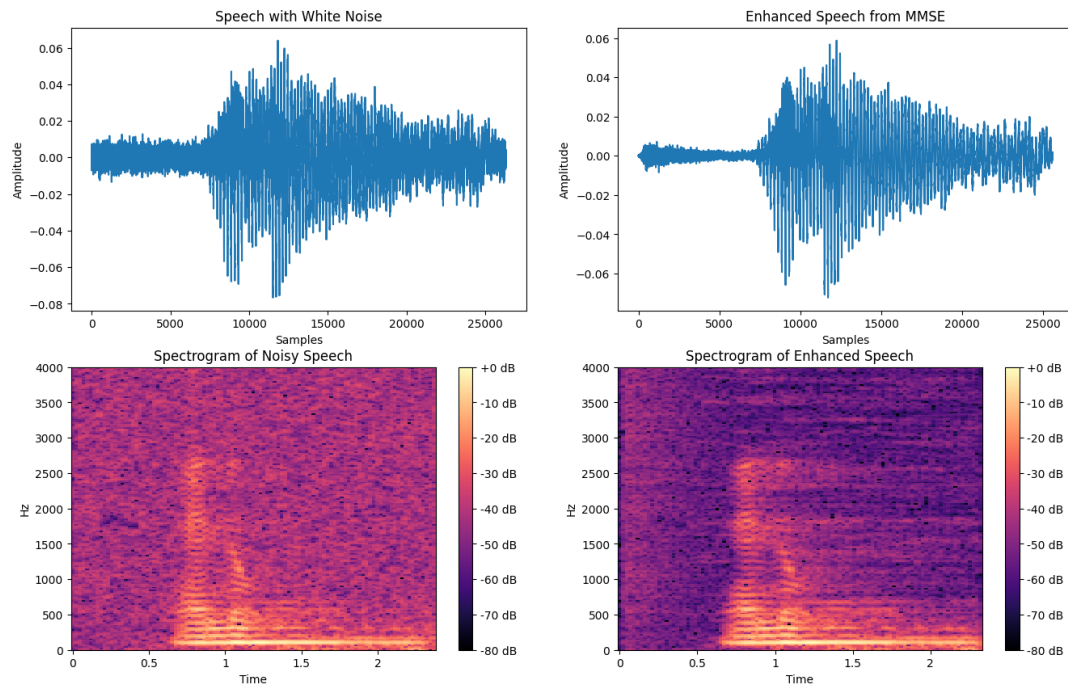 Speech with White Noise
Amplitude
0.06
0.04
0.02
0.00
−0.02
−0.04
−0.06
−0.08
0
5000
10000
15000
20000
25000
Samples
Enhanced Speech from MMSE
Amplitude
0.06
0.04
0.02
0.00
−0.02
−0.04
−0.06
0
5000
10000
15000
20000
25000
Samples
Spectrogram of Noisy Speech
Hz
4000
3500
3000
2500
2000
1500
1000
500
0
0
0.5
1
1.5
2
Time
+0 dB
-10 dB
-20 dB
-30 dB
-40 dB
-50 dB
-60 dB
-70 dB
-80 dB
Spectrogram of Enhanced Speech
Hz
4000
3500
3000
2500
2000
1500
1000
500
0
0
0.5
1
1.5
2
Time
+0 dB
-10 dB
-20 dB
-30 dB
-40 dB
-50 dB
-60 dB
-70 dB
-80 dB